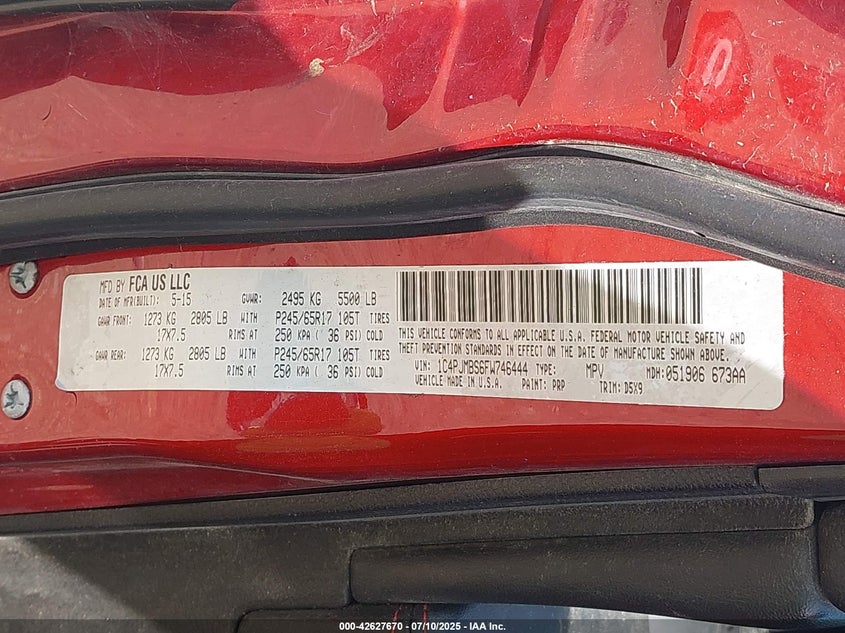 MFD BY FCA US LLC
DATE OF MFR(BUILT): 5-15 GVWR: 2495 KG 5500 LB
GAWR FRONT: 1273 KG 2805 LB WITH P245/65R17 105T TIRES
17X7.5 RIMS AT 250 KPA ( 36 PSI) COLD
GAWR REAR: 1273 KG 2805 LB WITH P245/65R17 105T TIRES
17X7.5 RIMS AT 250 KPA ( 36 PSI) COLD
THIS VEHICLE CONFORMS TO ALL APPLICABLE U.S.A. FEDERAL MOTOR VEHICLE SAFETY AND
THEFT PREVENTION STANDARDS IN EFFECT ON THE DATE OF MANUFACTURE SHOWN ABOVE.
VIN: 1C4PJMBS6FW746444 TYPE: MPV MDH: 051906 673AA
MADE IN U.S.A. PAINT: PRP TRIM: D5X9
000-42627670 - 07/10/2025 - IAA Inc.